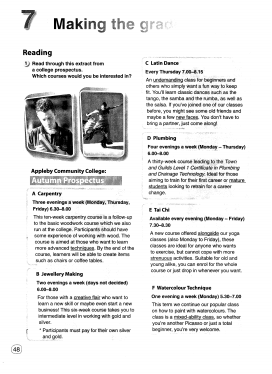 7 Making the grad
Reading
Read through this extract from
a college prospectus.
Which courses would you be interested in?
Appleby Community College:
Autumn Prospectus
A Carpentry
Three evenings a week (Monday, Thursday,
Friday) 6.30–8.00
This ten-week carpentry course is a follow-up
to the basic woodwork course which we also
run at the college. Participants should have
some experience of working with wood. The
course is aimed at those who want to learn
more advanced techniques. By the end of the
course, learners will be able to create items
such as chairs or coffee tables.
B Jewellery Making
Two evenings a week (days not decided)
6.00–8.00
For those with a creative flair who want to
learn a new skill or maybe even start a new
business! This six-week course takes you to
intermediate level in working with gold and
silver.
* Participants must pay for their own silver
and gold.
48
C Latin Dance
Every Thursday 7.00–8.15
An undemanding class for beginners and
others who simply want a fun way to keep
fit. You'll learn classic dances such as the
tango, the samba and the rumba, as well as
the salsa. If you've joined one of our classes
before, you might see some old friends and
maybe a few new faces. You don't have to
bring a partner, just come along!
D Plumbing
Four evenings a week (Monday – Thursday)
6.00–8.00
A thirty-week course leading to the Town
and Guilds Level 1 Certificate in Plumbing
and Drainage Technology. Ideal for those
aiming to train for their first career or mature
students looking to retrain for a career
change.
E Tai Chi
Available every evening (Monday – Friday)
7.30–8.30
A new course offered alongside our yoga
classes (also Monday to Friday), these
classes are ideal for anyone who wants
to exercise, but cannot cope with more
strenuous activities. Suitable for old and
young alike, you can enrol for the whole
course or just drop in whenever you want.
F Watercolour Technique
One evening a week (Monday) 5.30–7.00
This term we continue our popular class
on how to paint with watercolours. The
class is a mixed-ability class, so whether
you're another Picasso or just a total
beginner, you're very welcome.